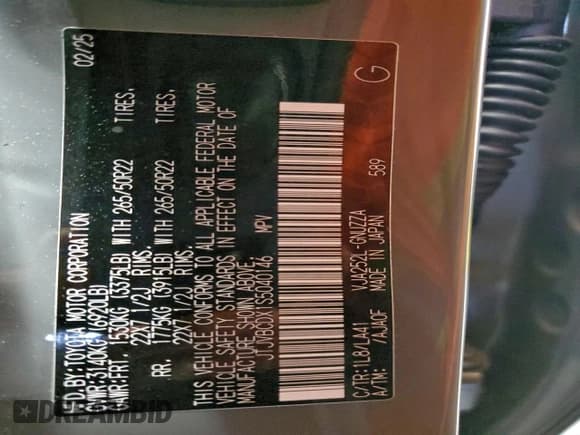 MFD.BY:TOYOTA MOTOR CORPORATION 02/25
GVWR:3140KG(6920LB)
GAWR:FRT. 1530KG (3375LB) WITH 265/50R22 TIRES,
22X7 1/2J RIMS.
RR. 1775KG (3915LB) WITH 265/50R22 TIRES,
22X7 1/2J RIMS.
THIS VEHICLE CONFORMS TO ALL APPLICABLE FEDERAL MOTOR
VEHICLE SAFETY STANDARDS IN EFFECT ON THE DATE OF
MANUFACTURE SHOWN ABOVE.
MPV
C/TR:1L8/LA41 VJA252L-GNUZZA
A/TM: /AJA0F MADE IN JAPAN 589
G
DREAMBID